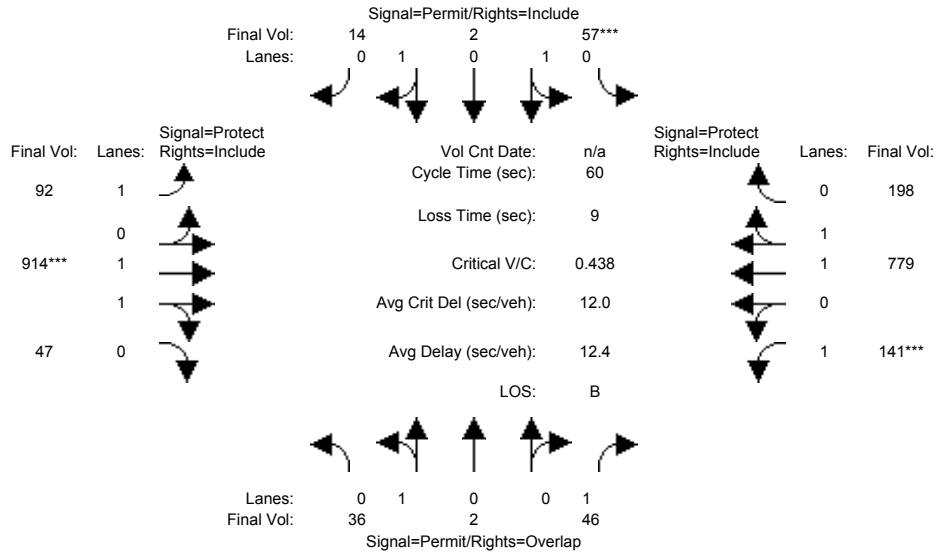 Signal=Permit/Rights=Include
Final Vol: 14 2 57***
Lanes: 0 1 0 1 0
Signal=Protect
Final Vol: Lanes: Rights=Include
Vol Cnt Date: n/a
Signal=Protect
Rights=Include Lanes: Final Vol:
Cycle Time (sec): 60
92 1
0 198
Loss Time (sec): 9
0
1
914*** 1
Critical V/C: 0.438
1 779
1
Avg Crit Del (sec/veh): 12.0
0
47 0
Avg Delay (sec/veh): 12.4
1 141***
LOS: B
Lanes: 0 1 0 0 1
Final Vol: 36 2 46
Signal=Permit/Rights=Overlap